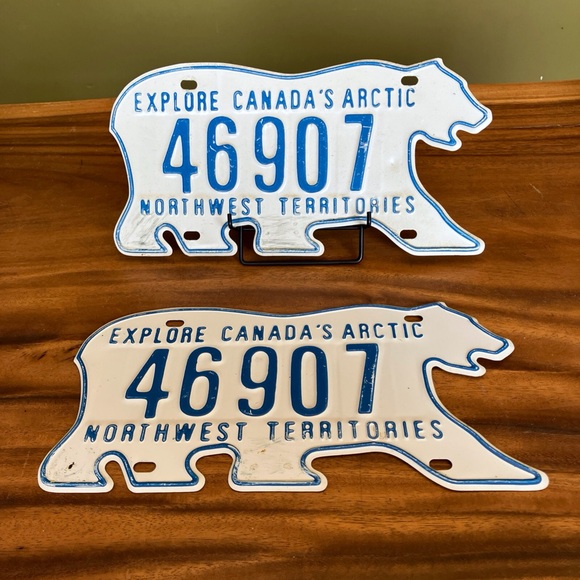 EXPLORE CANADA'S ARCTIC
46907
NORTHWEST TERRITORIES
EXPLORE CANADA'S ARCTIC
46907
NORTHWEST TERRITORIES